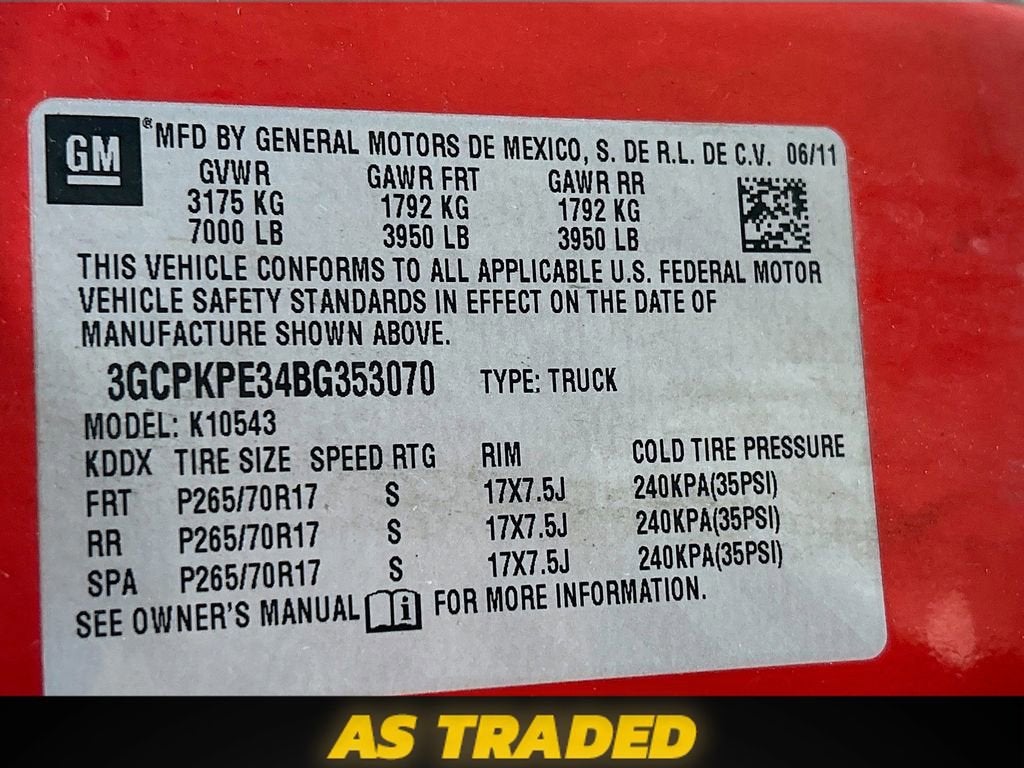 GM ® MFD BY GENERAL MOTORS DE MEXICO, S. DE R.L. DE C.V. 06/11
GVWR GAWR FRT GAWR RR
3175 KG 1792 KG 1792 KG
7000 LB 3950 LB 3950 LB
THIS VEHICLE CONFORMS TO ALL APPLICABLE U.S. FEDERAL MOTOR
VEHICLE SAFETY STANDARDS IN EFFECT ON THE DATE OF
MANUFACTURE SHOWN ABOVE.
3GCPKPE34BG353070 TYPE: TRUCK
MODEL: K10543
KDDX TIRE SIZE SPEED RTG RIM COLD TIRE PRESSURE
FRT P265/70R17 S 17X7.5J 240KPA(35PSI)
RR P265/70R17 S 17X7.5J 240KPA(35PSI)
SPA P265/70R17 S 17X7.5J 240KPA(35PSI)
SEE OWNER'S MANUAL FOR MORE INFORMATION.
AS TRADED